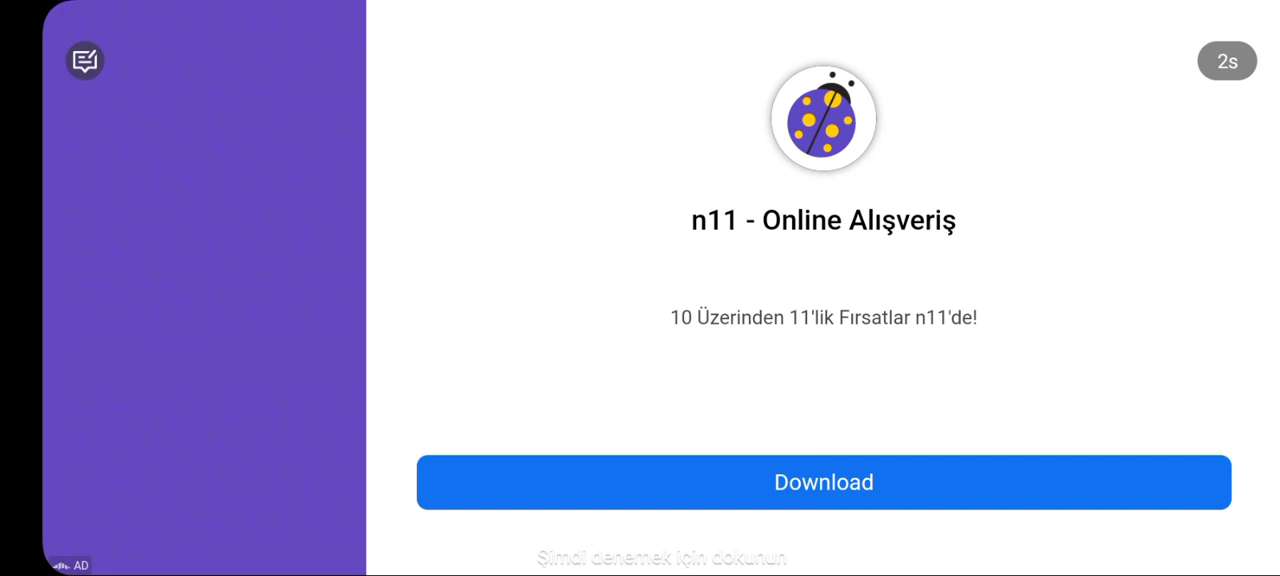 2s
n11 - Online Alışveriş
10 Üzerinden 11'lik Fırsatlar n11'de!
Download
Şimdi denemek için dokunun
AD